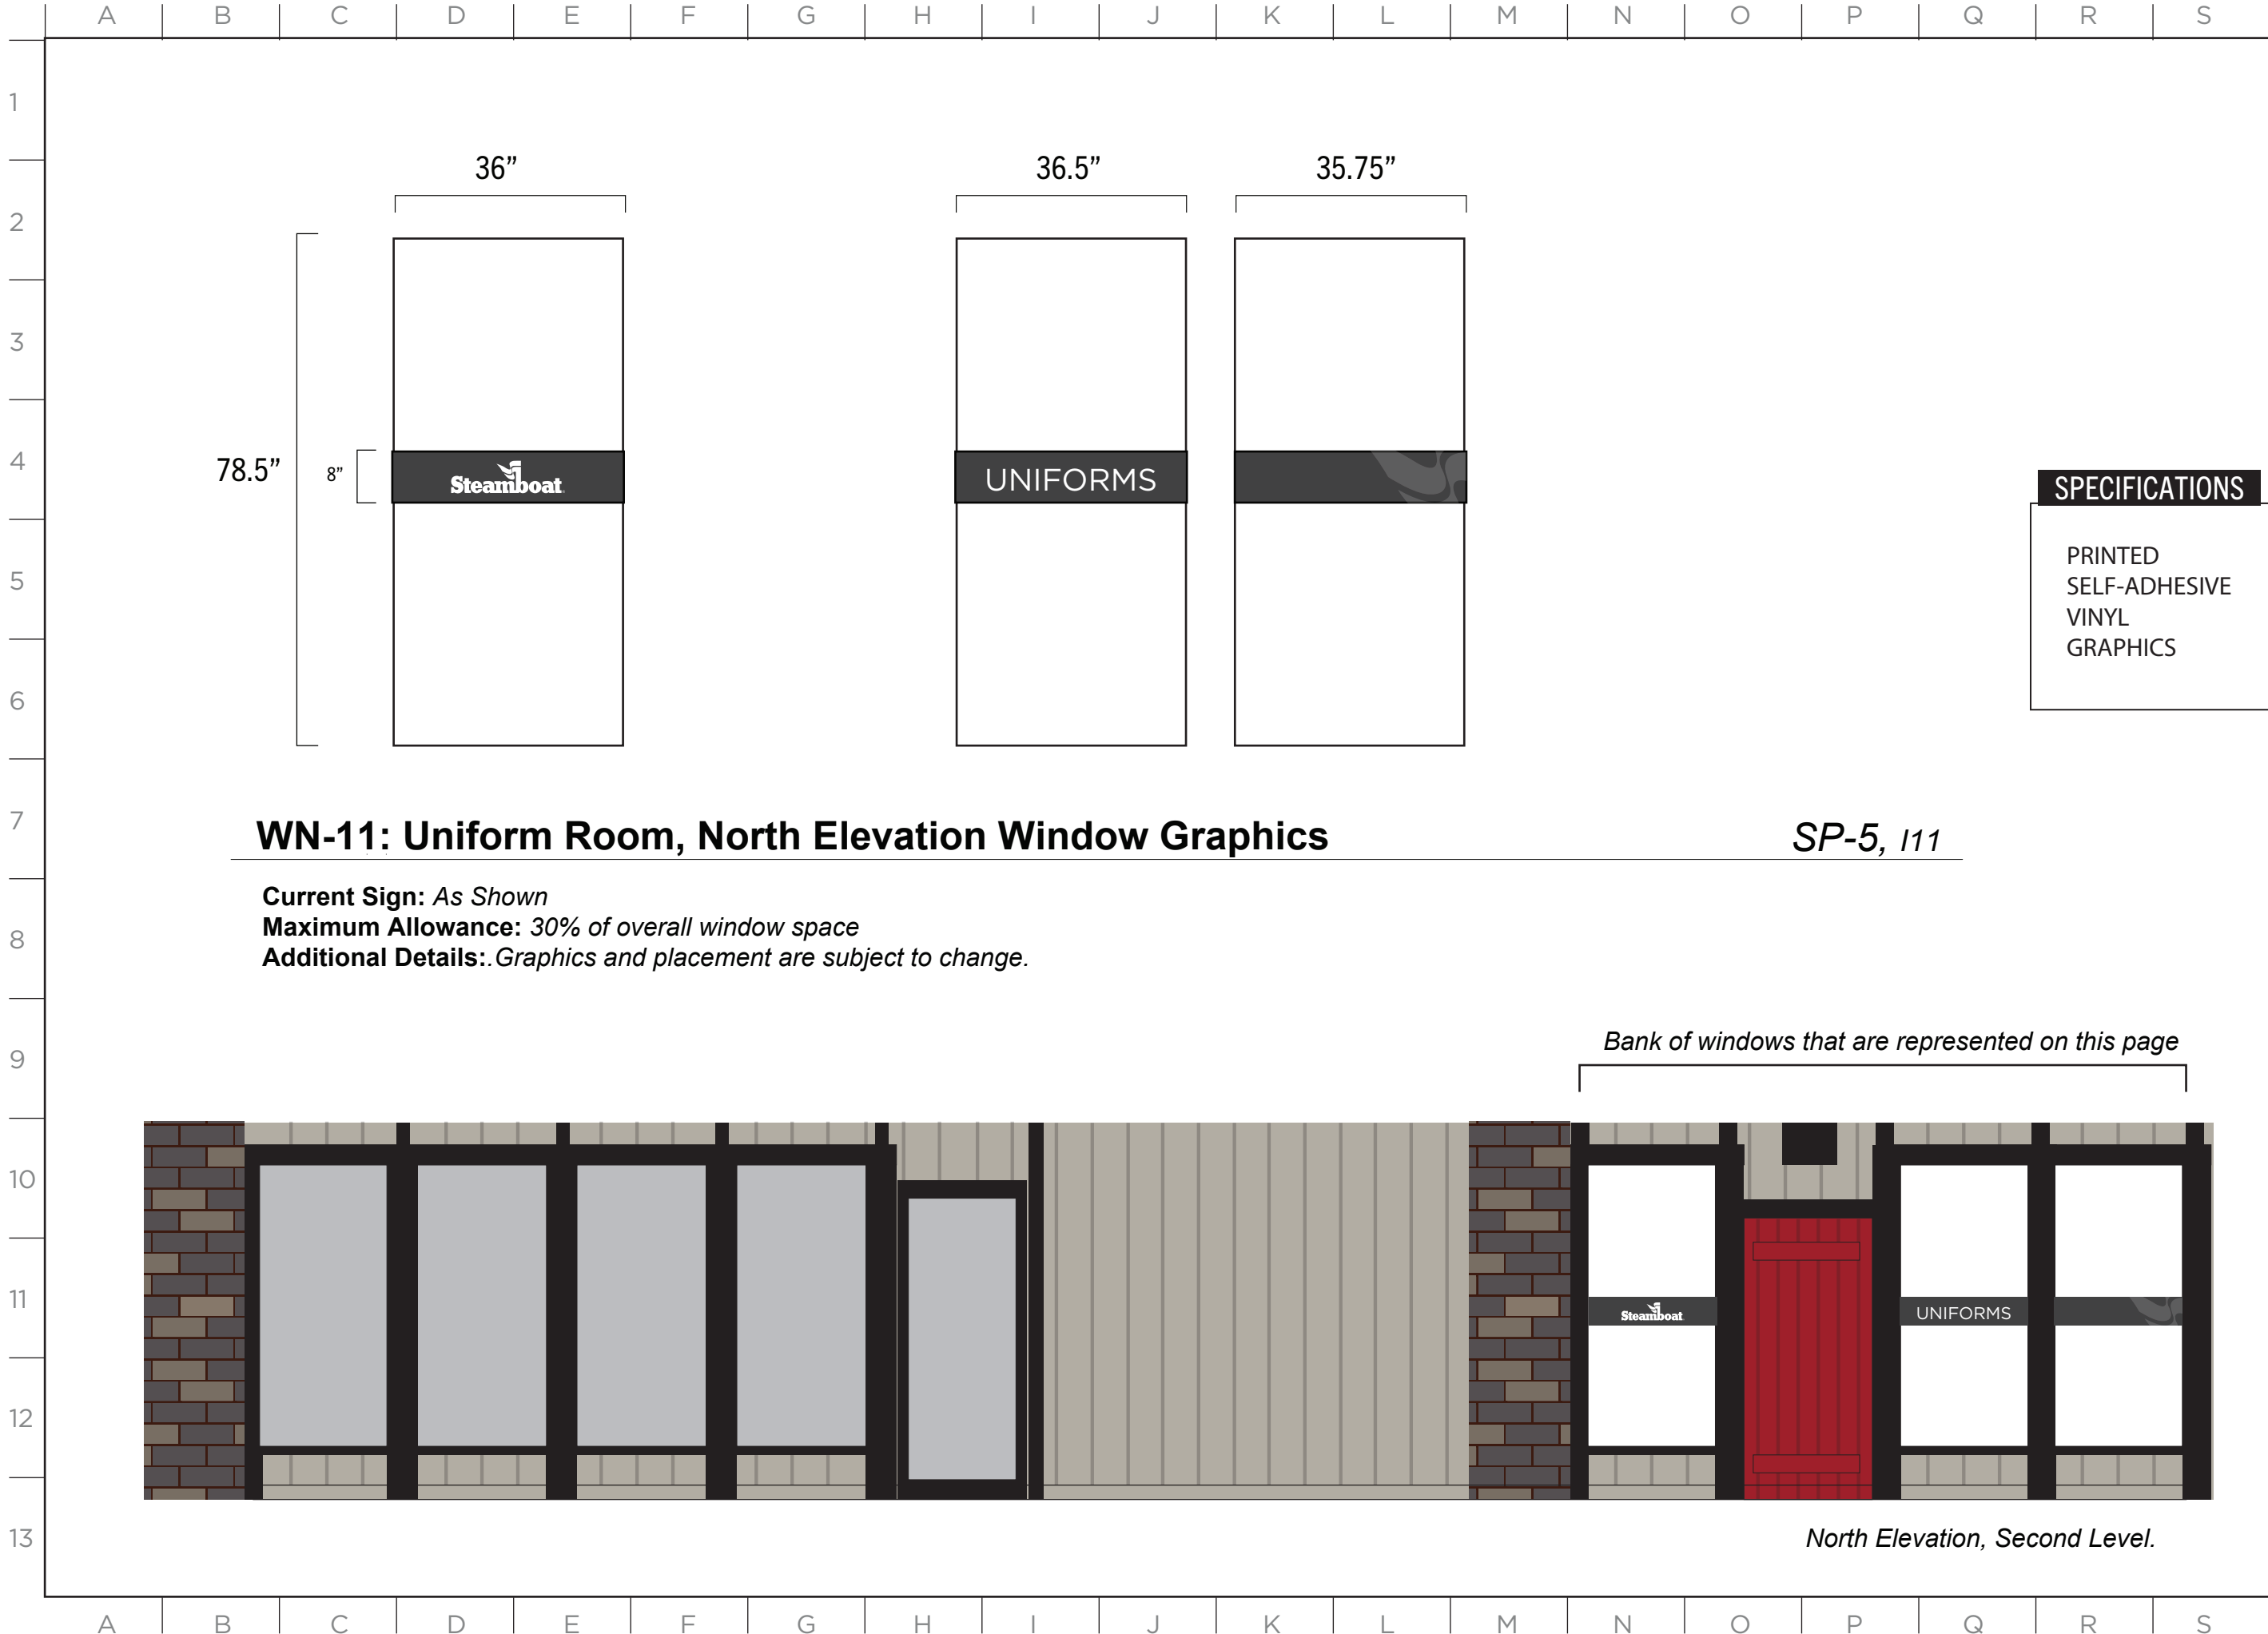 A B C D E F G H I J K L M N O P Q R S
1
2
3
4
5
6
7
8
9
10
11
12
13
36” 36.5” 35.75”
78.5”
8”
Steamboat
UNIFORMS
SPECIFICATIONS
PRINTED
SELF-ADHESIVE
VINYL
GRAPHICS
WN-11: Uniform Room, North Elevation Window Graphics SP-5, I11
Current Sign: As Shown
Maximum Allowance: 30% of overall window space
Additional Details:.Graphics and placement are subject to change.
Bank of windows that are represented on this page
Steamboat
UNIFORMS
North Elevation, Second Level.
A B C D E F G H I J K L M N O P Q R S